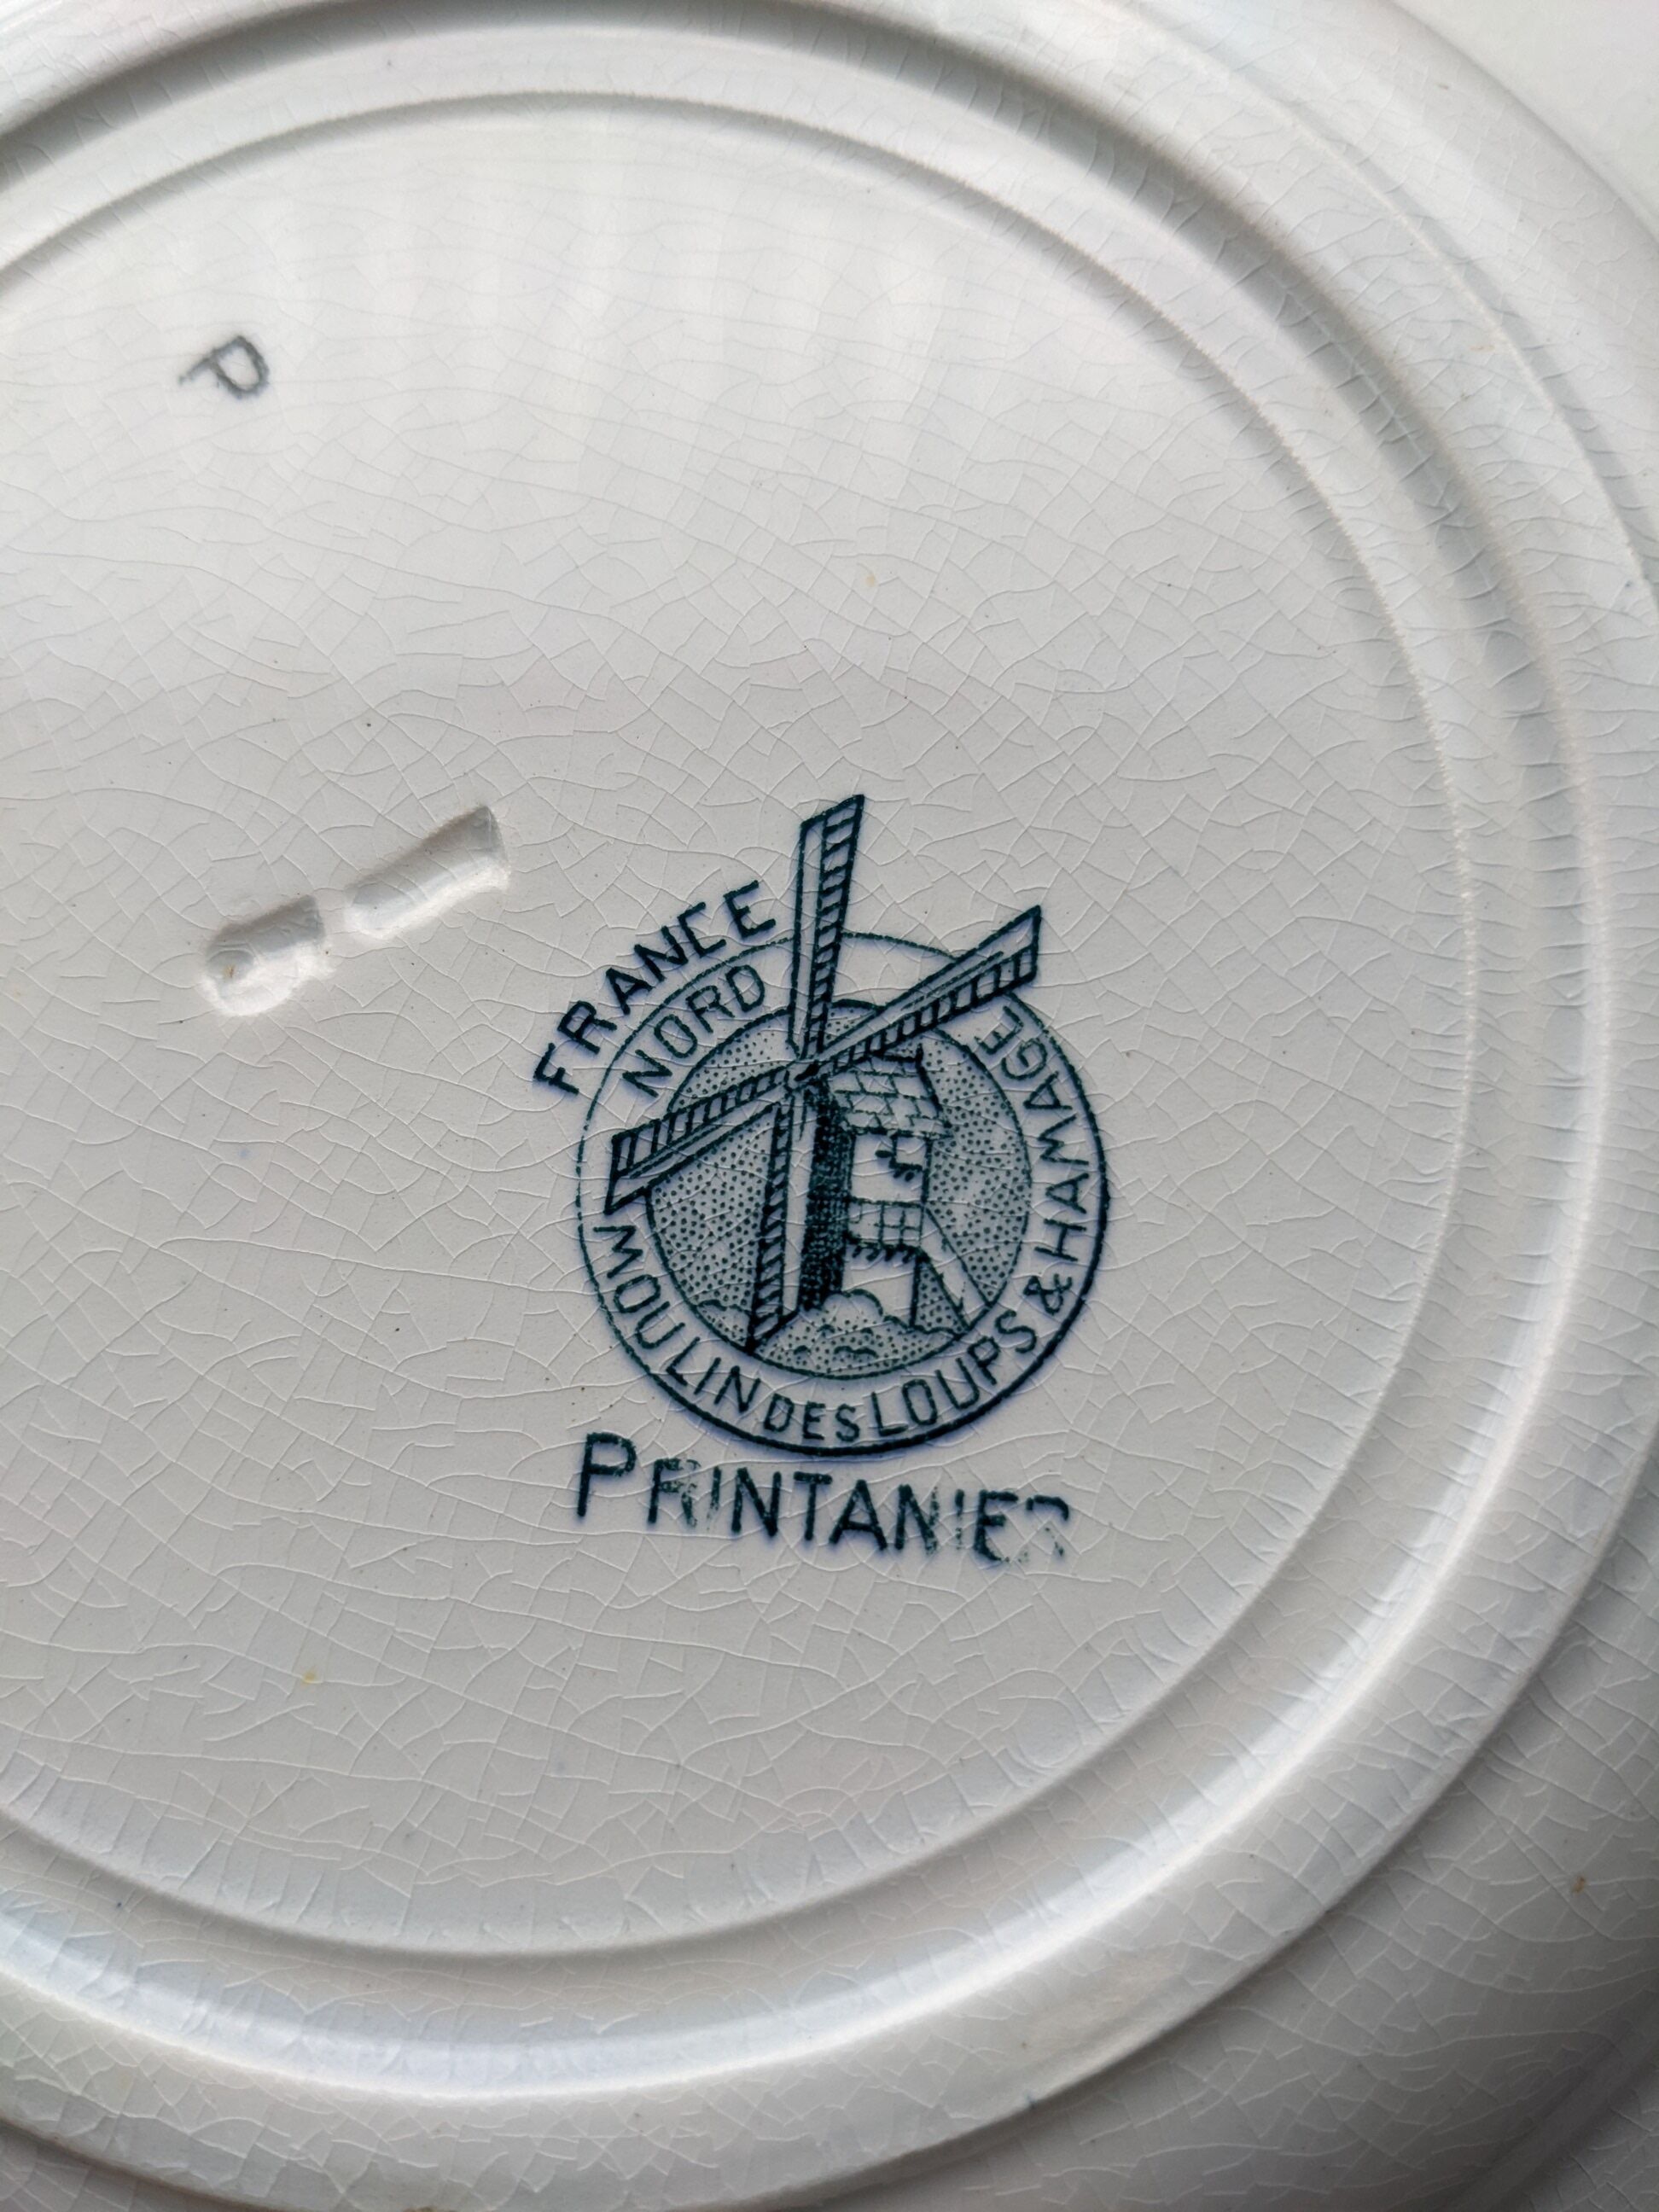 P
FRANCE
NORD
MOULIN DES LOUPS & HAMAGE
PRINTANIER